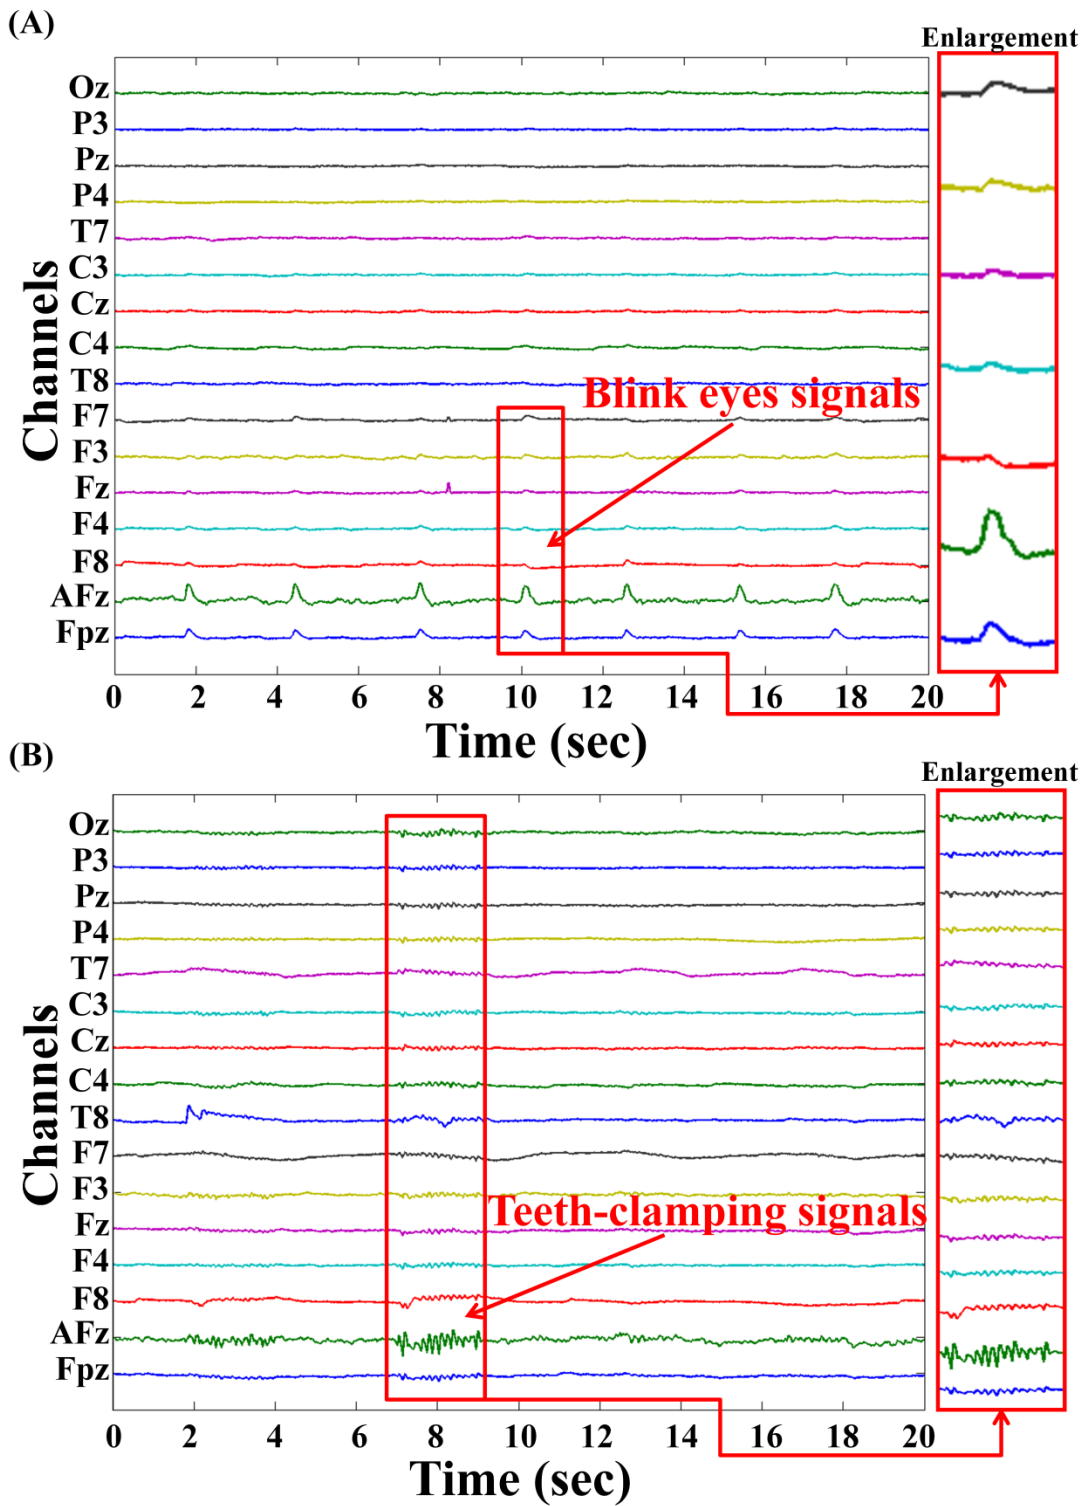 (A)
Enlargement
Oz
P3
Pz
P4
T7
C3
Cz
C4
T8
F7
F3
Fz
F4
F8
AFz
Fpz
Channels
Blink eyes signals
0 2 4 6 8 10 12 14 16 18 20
Time (sec)
(B)
Enlargement
Oz
P3
Pz
P4
T7
C3
Cz
C4
T8
F7
F3
Fz
F4
F8
AFz
Fpz
Channels
Teeth-clamping signals
0 2 4 6 8 10 12 14 16 18 20
Time (sec)